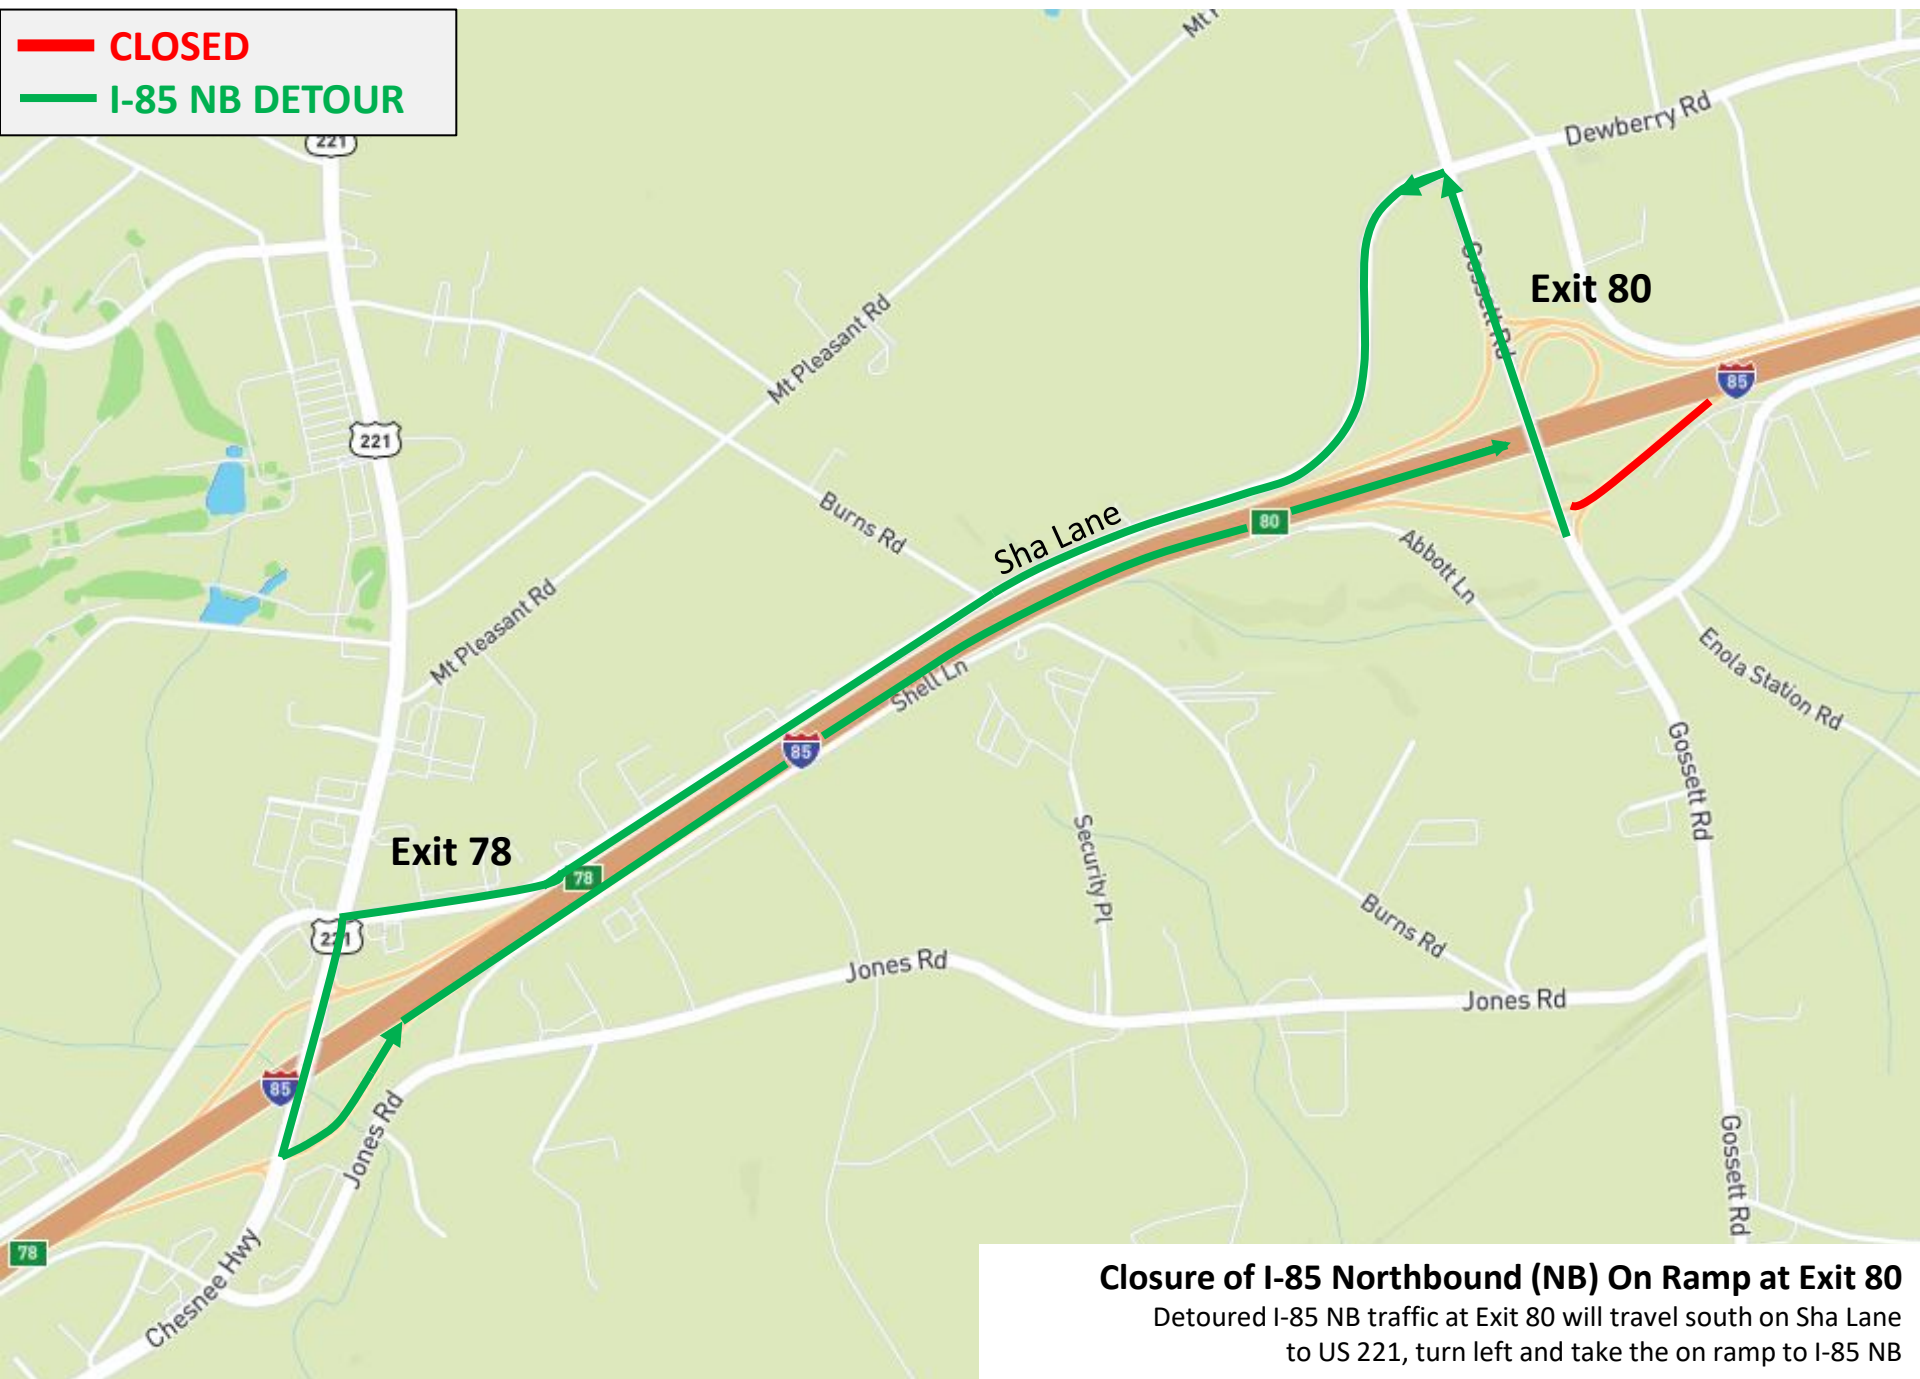 CLOSED
I-85 NB DETOUR
221
Mt
Dewberry Rd
Gossett Rd
Exit 80
Mt Pleasant Rd
85
221
80
Burns Rd
Sha Lane
Abbott Ln
Mt Pleasant Rd
Enola Station Rd
Shell Ln
85
Gossett Rd
Exit 78
78
Security Pl
221
Burns Rd
Jones Rd
Jones Rd
85
Jones Rd
Gossett Rd
78
Chesnee Hwy
Closure of I-85 Northbound (NB) On Ramp at Exit 80
Detoured I-85 NB traffic at Exit 80 will travel south on Sha Lane
to US 221, turn left and take the on ramp to I-85 NB